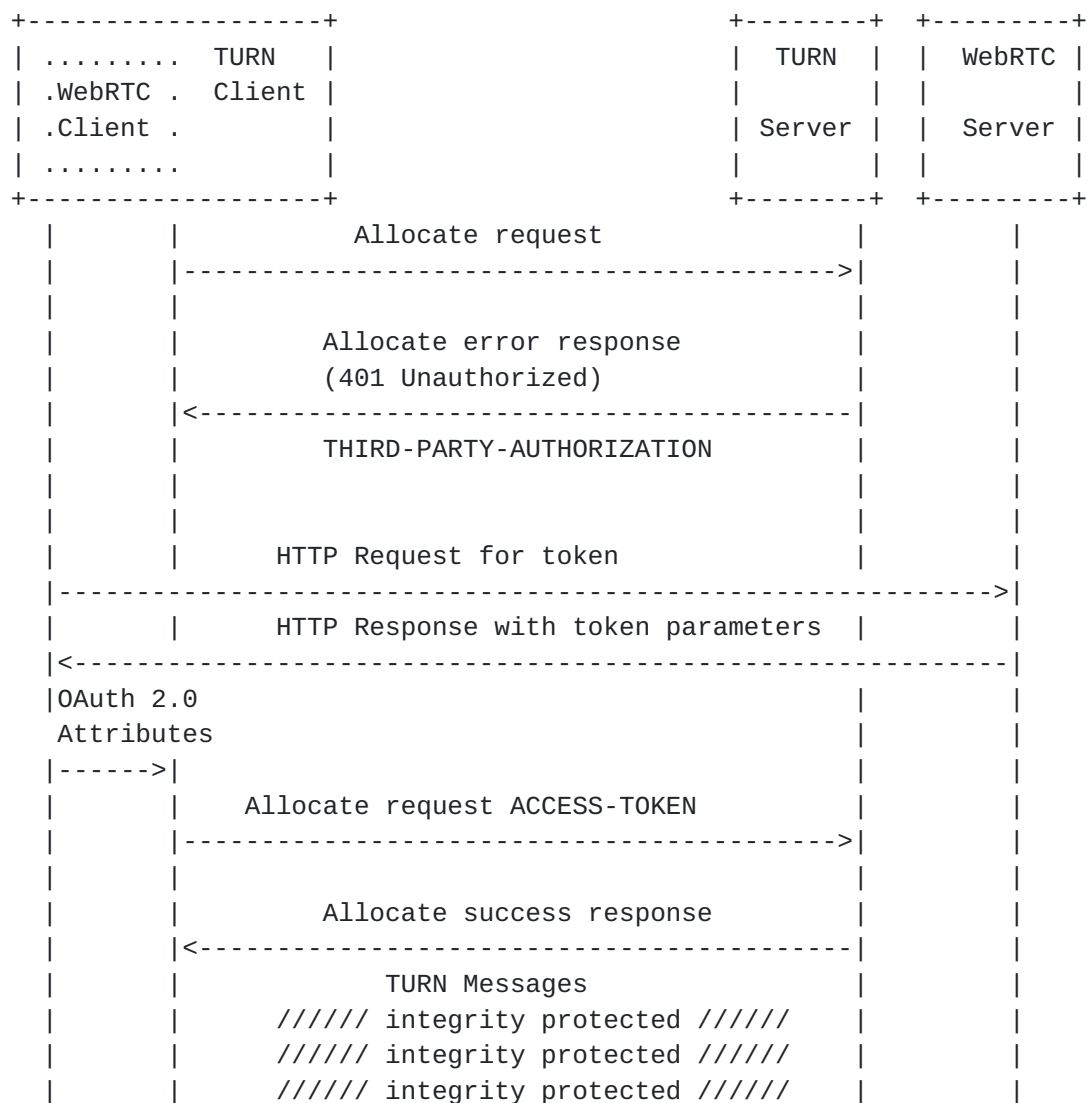 +-------------------+                         +--------+  +---------+
| .........  TURN   |                         |  TURN  |  |  WebRTC |
| .WebRTC .  Client |                         |        |  |         |
| .Client .         |                         | Server |  |  Server |
| .........         |                         |        |  |         |
+-------------------+                         +--------+  +---------+
  |       |           Allocate request                |         |
  |       |------------------------------------------>|         |
  |       |                                           |         |
  |       |         Allocate error response           |         |
  |       |         (401 Unauthorized)                |         |
  |       |<------------------------------------------|         |
  |       |         THIRD-PARTY-AUTHORIZATION         |         |
  |       |                                           |         |
  |       |                                           |         |
  |       |      HTTP Request for token               |         |
  |------------------------------------------------------------>|
  |       |      HTTP Response with token parameters  |         |
  |<------------------------------------------------------------|
  |OAuth 2.0                                          |         |
   Attributes                                         |         |
  |------>|                                           |         |
  |       |    Allocate request ACCESS-TOKEN          |         |
  |       |------------------------------------------>|         |
  |       |                                           |         |
  |       |         Allocate success response         |         |
  |       |<------------------------------------------|         |
  |       |             TURN Messages                 |         |
  |       |      ////// integrity protected //////    |         |
  |       |      ////// integrity protected //////    |         |
  |       |      ////// integrity protected //////    |         |